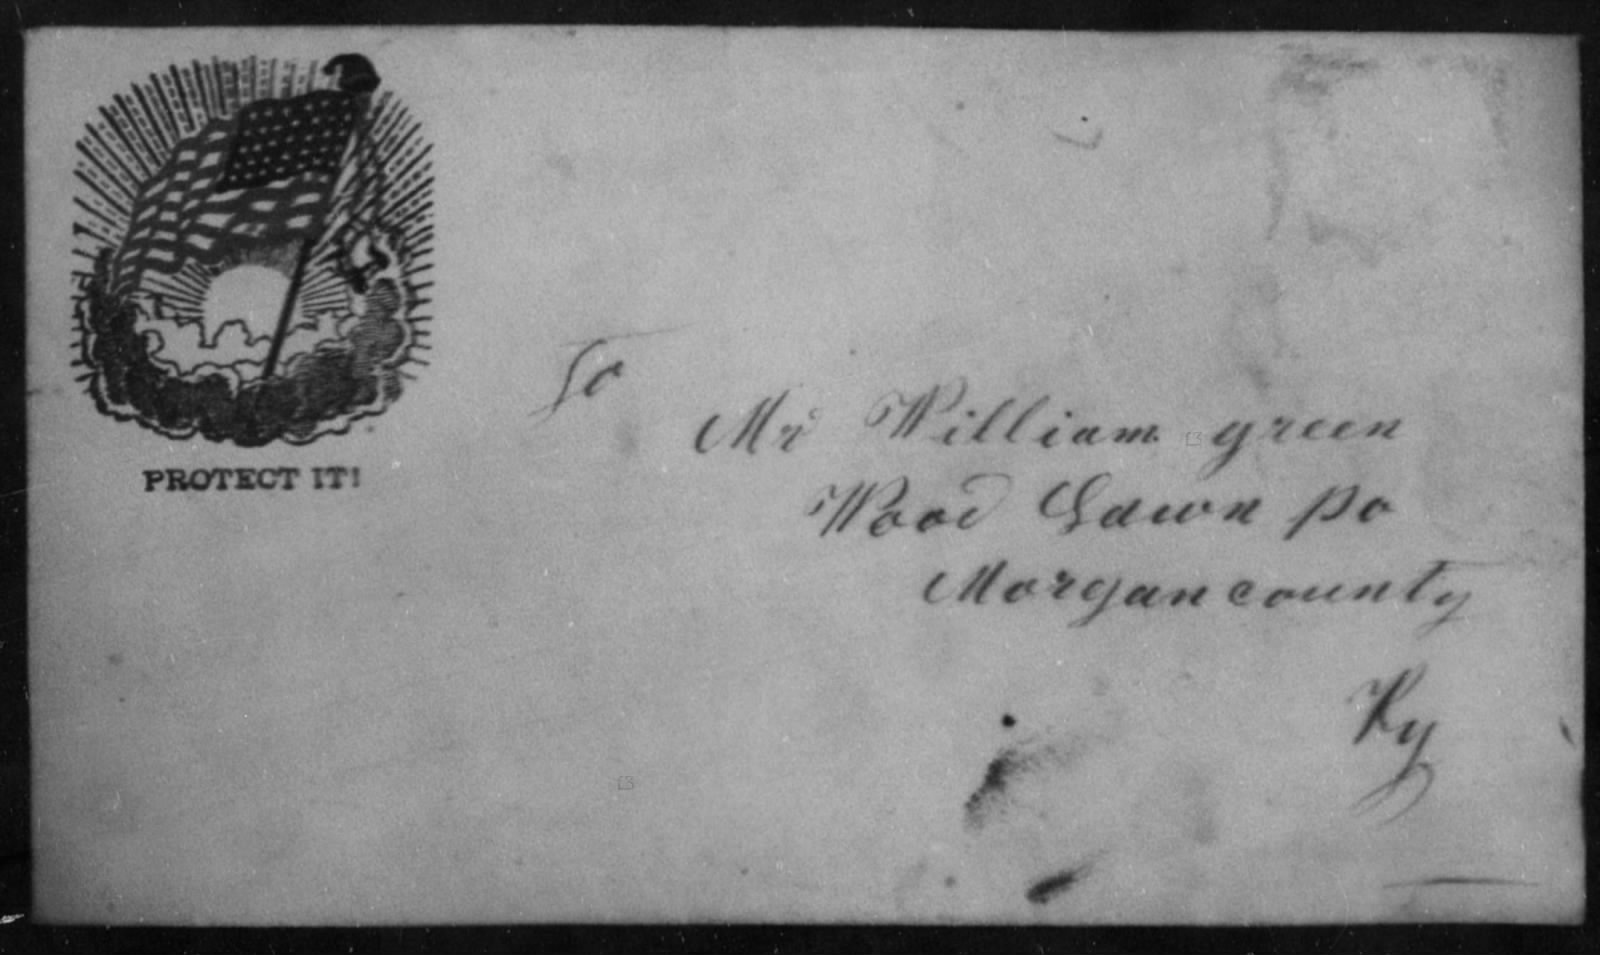 PROTECT IT!
To
Mr William green
Wood Lawn po
Morgan county
Ky